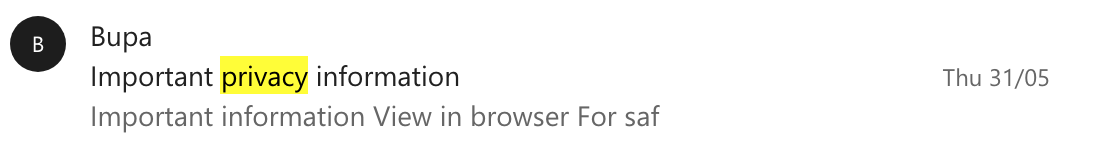 B
Bupa
Important privacy information
Thu 31/05
Important information View in browser For saf